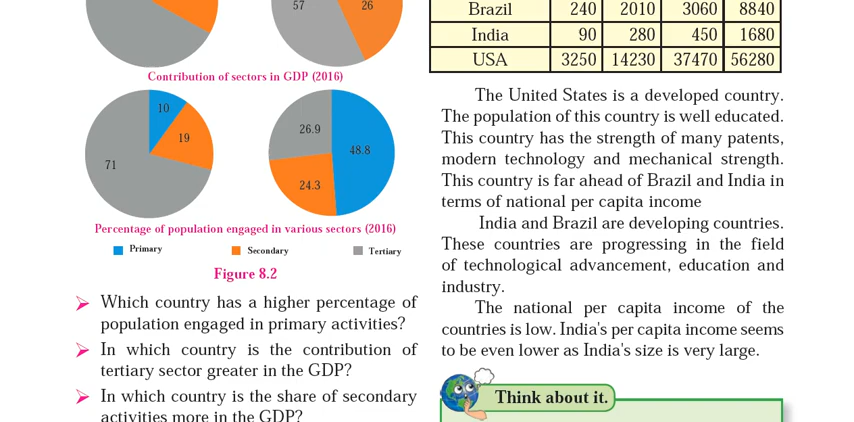 57
26
Contribution of sectors in GDP (2016)
10
19
71
26.9
48.8
24.3
Percentage of population engaged in various sectors (2016)
Primary Secondary Tertiary
Figure 8.2
Which country has a higher percentage of
population engaged in primary activities?
In which country is the contribution of
tertiary sector greater in the GDP?
In which country is the share of secondary
activities more in the GDP?
Brazil 240 2010 3060 8840
India 90 280 450 1680
USA 3250 14230 37470 56280
The United States is a developed country.
The population of this country is well educated.
This country has the strength of many patents,
modern technology and mechanical strength.
This country is far ahead of Brazil and India in
terms of national per capita income
India and Brazil are developing countries.
These countries are progressing in the field
of technological advancement, education and
industry.
The national per capita income of the
countries is low. India's per capita income seems
to be even lower as India's size is very large.
Think about it.